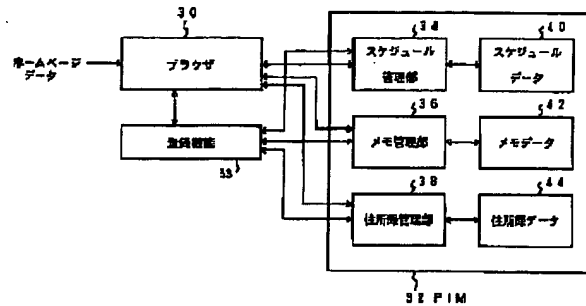 30
ブラウザ
ホームページ
データ
登録機能
33
34
スケジュール
管理部
40
スケジュール
データ
36
メモ管理部
42
メモデータ
38
住所録管理部
44
住所録データ
32 PIM